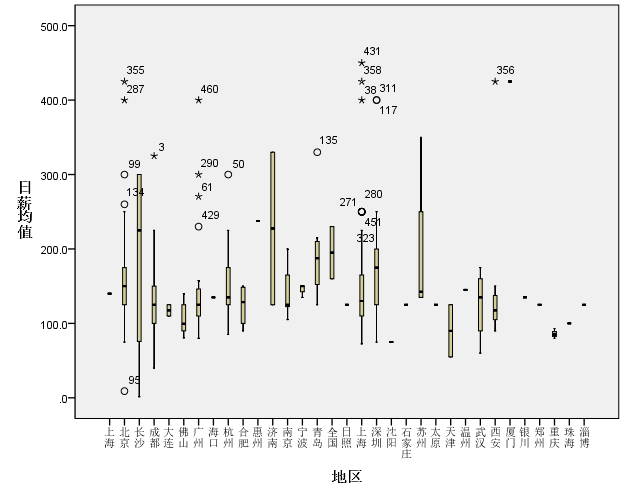 500.0
400.0
300.0
200.0
100.0
.0
日薪均值
355
287
99
134
95
3
460
290
61
429
50
135
431
358
38
311
117
271
280
451
323
356
上海
北京
长沙
成都
大连
佛山
广州
海口
杭州
合肥
惠州
济南
南京
宁波
青岛
全国
日照
上海
深圳
沈阳
石家庄
苏州
太原
天津
温州
武汉
西安
厦门
银川
郑州
重庆
珠海
淄博
地区